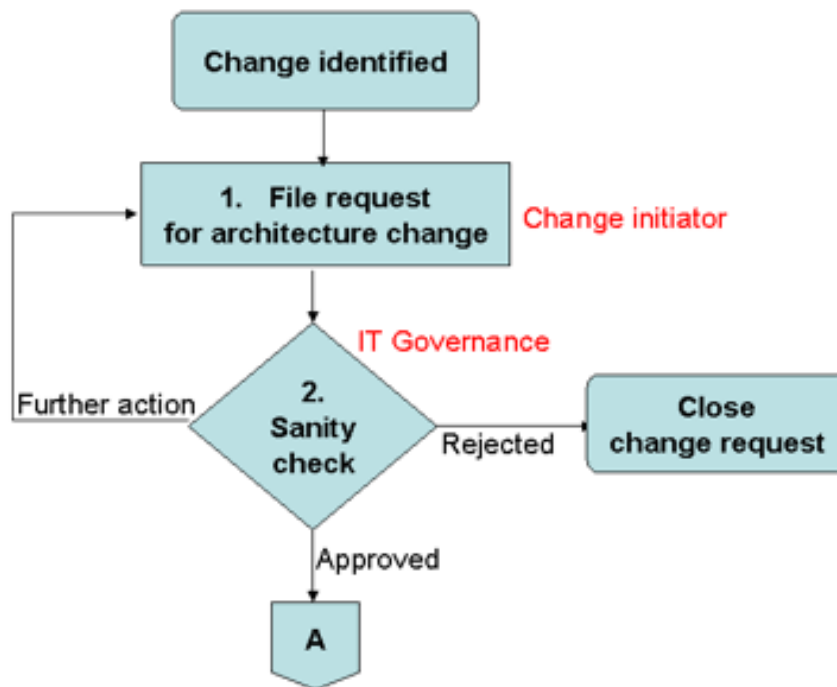 Change identified
1. File request
for architecture change
Change initiator
IT Governance
2.
Sanity
check
Further action
Rejected
Close
change request
Approved
A